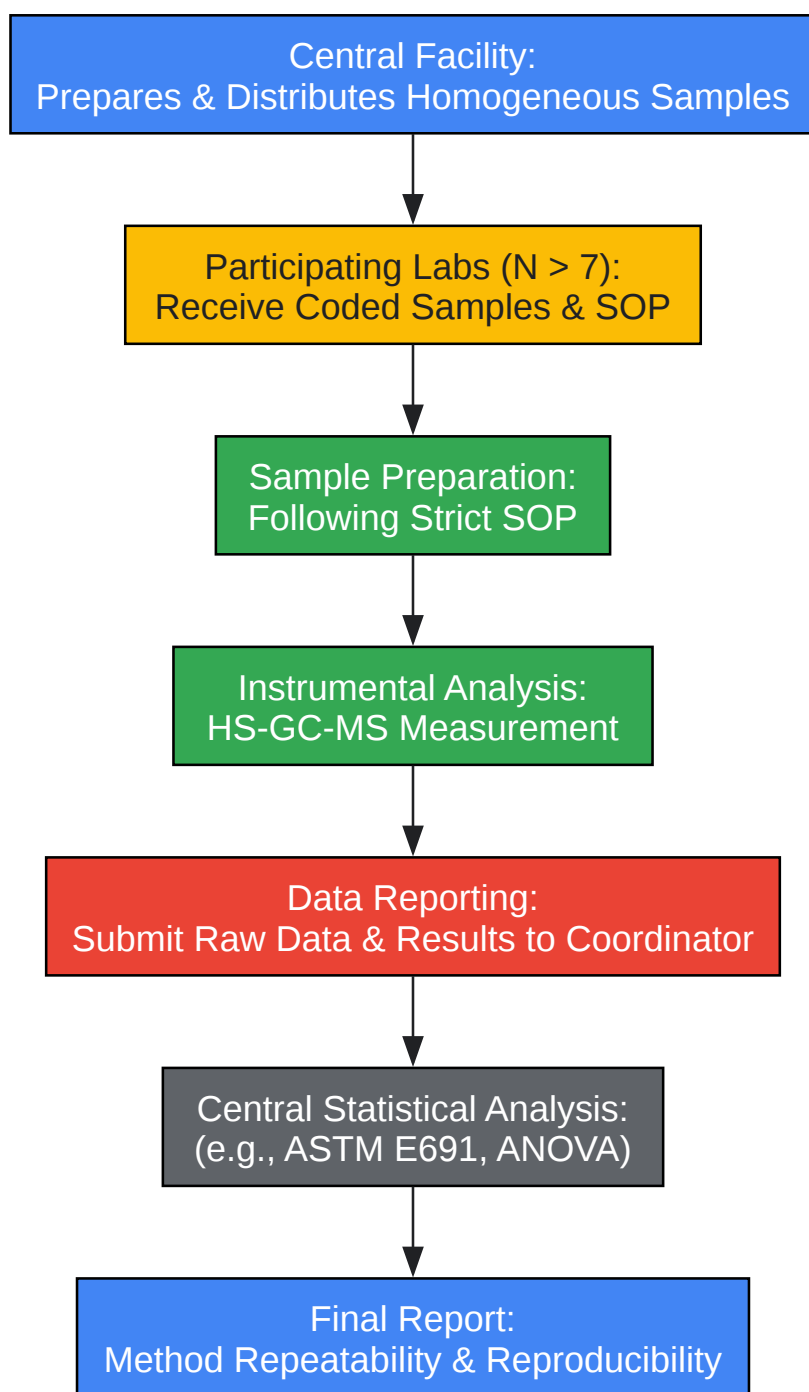 Central Facility:
Prepares & Distributes Homogeneous Samples
Participating Labs (N > 7):
Receive Coded Samples & SOP
Sample Preparation:
Following Strict SOP
Instrumental Analysis:
HS-GC-MS Measurement
Data Reporting:
Submit Raw Data & Results to Coordinator
Central Statistical Analysis:
(e.g., ASTM E691, ANOVA)
Final Report:
Method Repeatability & Reproducibility